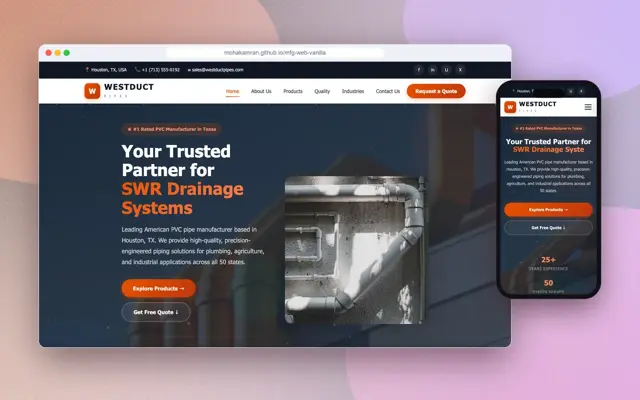 mohakamran.github.io/mfg-web-vanilla
Houston, TX, USA
+1 (713) 555-0192
sales@westductpipes.com
W
WESTDUCT
PIPES
Home
About Us
Products
Quality
Industries
Contact Us
Request a Quote
#1 Rated PVC Manufacturer in Texas
Your Trusted
Partner for
SWR Drainage
Systems
Leading American PVC pipe manufacturer based in
Houston, TX. We provide high-quality, precision-
engineered piping solutions for plumbing, agriculture,
and industrial applications across all 50 states.
Explore Products →
Get Free Quote ↓
Houston, T
W
WESTDUCT
PIPES
#1 Rated PVC Manufacturer in Texas
Your Trusted Partner for
SWR Drainage Syste
Leading American PVC pipe manufacturer based in
Houston, TX. We provide high-quality, precision-
engineered piping solutions for plumbing,
agriculture, and industrial applications across all
50 states.
Explore Products →
Get Free Quote ↓
25+
YEARS EXPERIENCE
50